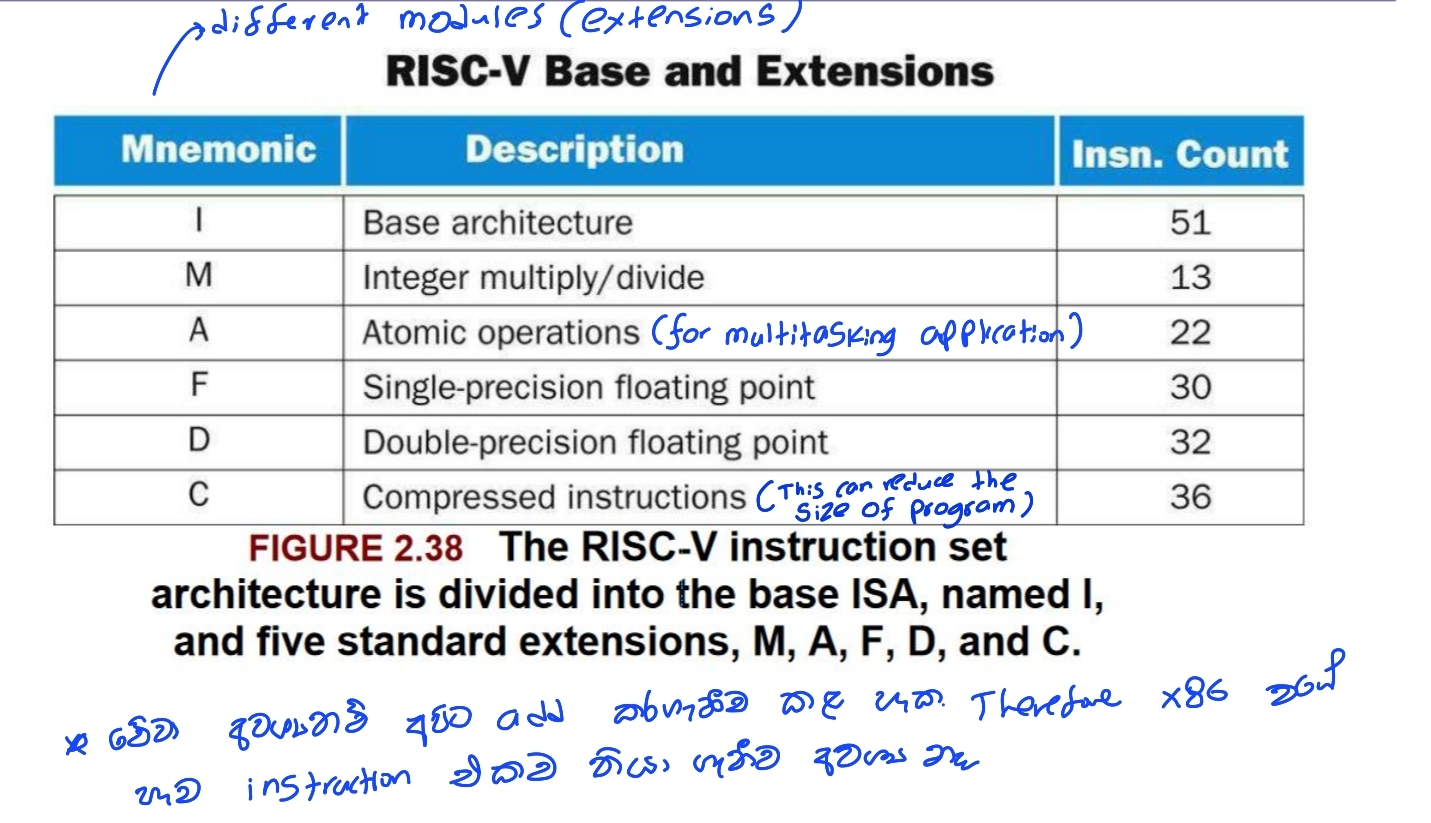 different modules (extensions)
RISC-V Base and Extensions
Mnemonic Description Insn. Count
I Base architecture 51
M Integer multiply/divide 13
A Atomic operations (for multitasking application) 22
F Single-precision floating point 30
D Double-precision floating point 32
C Compressed instructions (This can reduce the size of program) 36
FIGURE 2.38 The RISC-V instruction set
architecture is divided into the base ISA, named I,
and five standard extensions, M, A, F, D, and C.
* මේවා අවශ්‍යනම් අපිට add කරගැනීම කළ හැක. Therefore x86 වගේ
හැම instruction එකම තියා ගැනීම අවශ්‍ය නැ